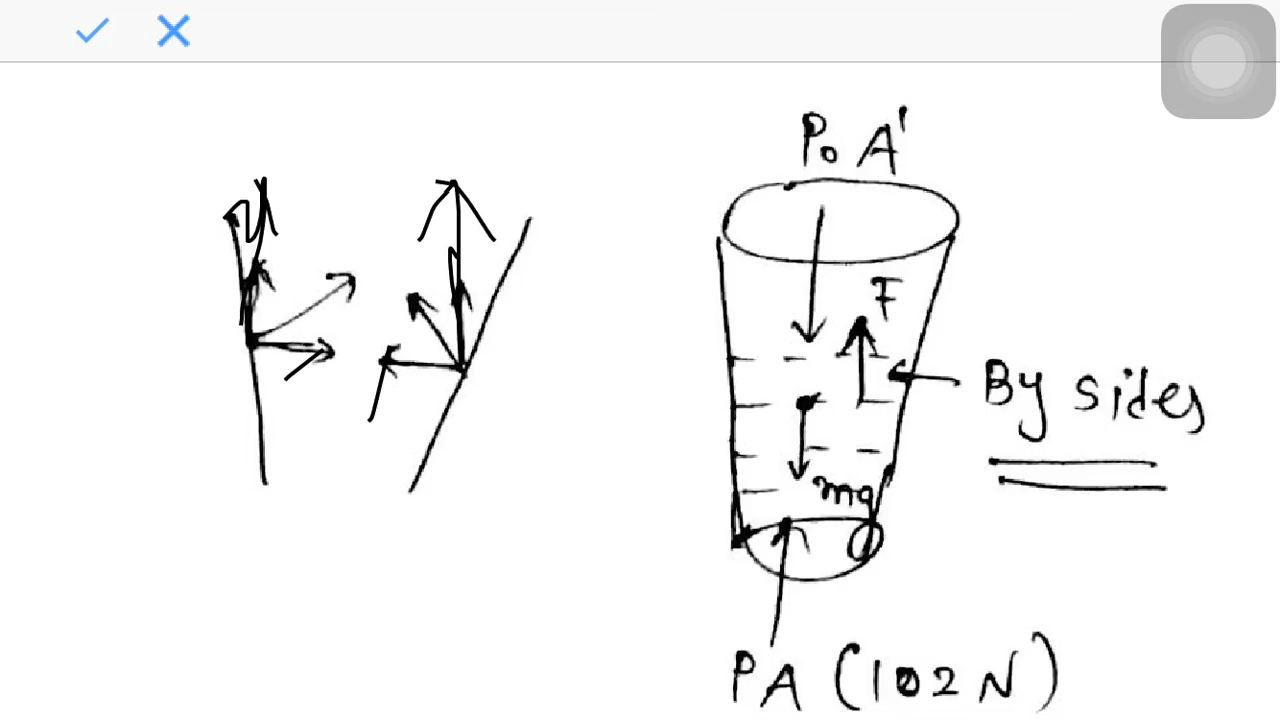 P₀ A'
F
By sides
mg
PA (102 N)